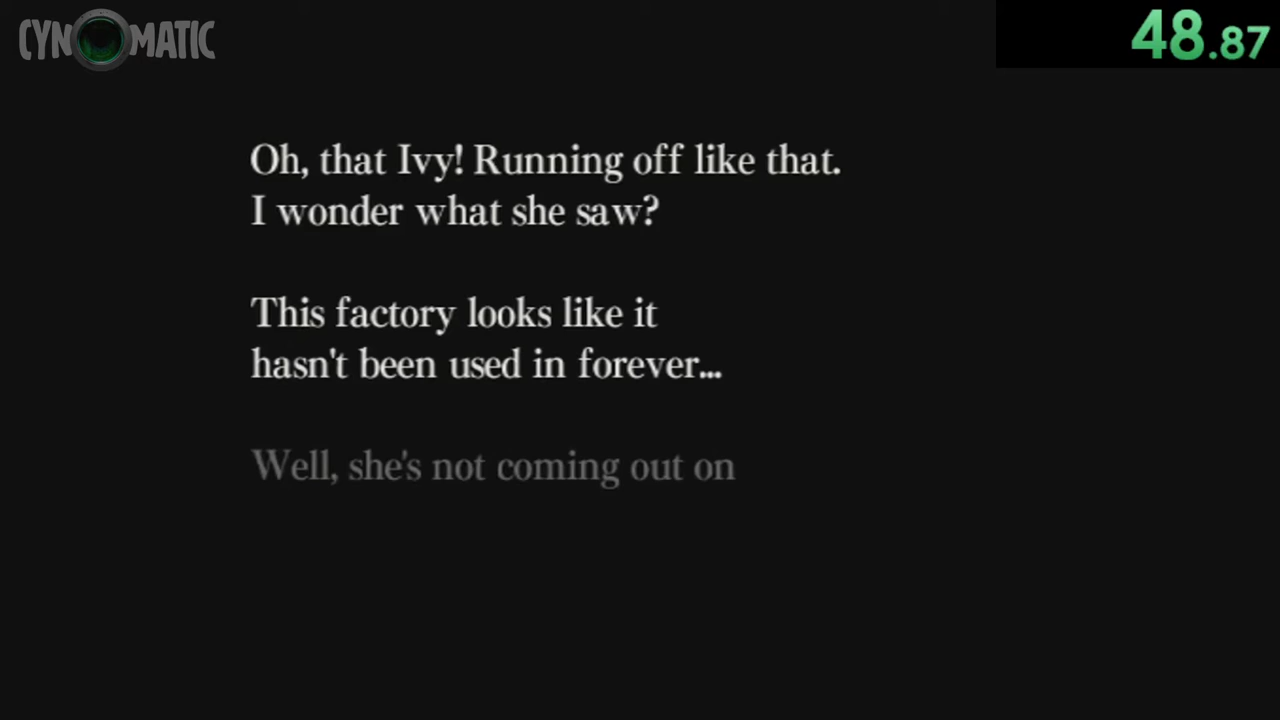 CYNOMATIC
48.87
Oh, that Ivy! Running off like that.
I wonder what she saw?
This factory looks like it
hasn't been used in forever...
Well, she's not coming out on